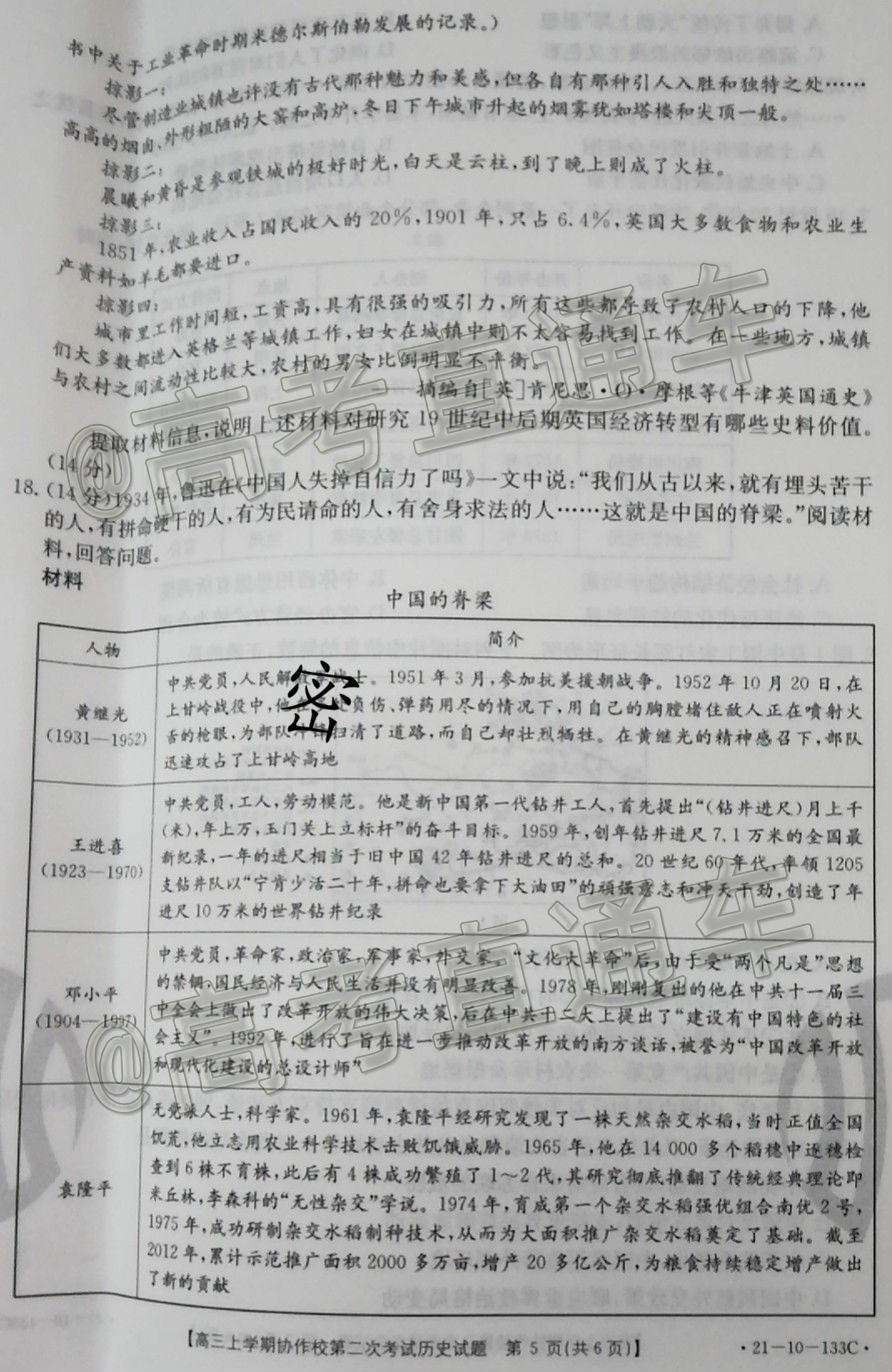 书中关于工业革命时期米德尔斯伯勒发展的记录。）
掠影一：
尽管制造业城镇也许没有古代那种魅力和美感，但各自有那种引人入胜和独特之处……
高高的烟囱、外形粗陋的大窑和高炉，冬日下午城市升起的烟雾犹如塔楼和尖顶一般。
掠影二：
晨曦和黄昏是参观铁城的极好时光，白天是云柱，到了晚上则成了火柱。
掠影三：
1851年，农业收入占国民收入的20%，1901年，只占6.4%，英国大多数食物和农业生
产资料如羊毛都要进口。
掠影四：
城市里工作时间短，工资高，具有很强的吸引力，所有这些都导致了农村人口的下降，他
们大多数都进入英格兰等城镇工作，妇女在城镇中则不太容易找到工作。在一些地方，城镇
与农村之间流动性比较大，农村的男女比例明显不平衡。
——摘编自[英]肯尼思·O·摩根等《牛津英国通史》
提取材料信息，说明上述材料对研究19世纪中后期英国经济转型有哪些史料价值。
(14分)
18.(14分)1934年，鲁迅在《中国人失掉自信力了吗》一文中说：“我们从古以来，就有埋头苦干
的人，有拼命硬干的人，有为民请命的人，有舍身求法的人……这就是中国的脊梁。”阅读材
料，回答问题。
材料
中国的脊梁
人物 简介
黄继光
(1931—1952)
中共党员，人民解 士。1951年3月，参加抗美援朝战争。1952年10月20日，在
上甘岭战役中，他 负伤、弹药用尽的情况下，用自己的胸膛堵住敌人正在喷射火
舌的枪眼，为部队 扫清了道路，而自己却壮烈牺牲。在黄继光的精神感召下，部队
迅速攻占了上甘岭高地
密
王进喜
(1923—1970)
中共党员，工人，劳动模范。他是新中国第一代钻井工人，首先提出“(钻井进尺)月上千
(米)，年上万，玉门关上立标杆”的奋斗目标。1959年，创年钻井进尺7.1万米的全国最
新纪录，一年的进尺相当于旧中国42年钻井进尺的总和。20世纪60年代，率领1205
支钻井队以“宁肯少活二十年，拼命也要拿下大油田”的顽强意志和冲天干劲，创造了年
进尺10万米的世界钻井纪录
邓小平
(1904—1997)
中共党员，革命家，政治家，军事家，外交家。“文化大革命”后，由于受“两个凡是”思想
的禁锢，国民经济与人民生活并没有明显改善。1978年，刚刚复出的他在中共十一届三
中全会上做出了改革开放的伟大决策，后在中共十二大上提出了“建设有中国特色的社
会主义”。1992年，进行了旨在进一步推动改革开放的南方谈话，被誉为“中国改革开放
和现代化建设的总设计师”
袁隆平
无党派人士，科学家。1961年，袁隆平经研究发现了一株天然杂交水稻，当时正值全国
饥荒，他立志用农业科学技术击败饥饿威胁。1965年，他在14 000多个稻穗中逐穗检
查到6株不育株，此后有4株成功繁殖了1～2代，其研究彻底推翻了传统经典理论即
米丘林，李森科的“无性杂交”学说。1974年，育成第一个杂交水稻强优组合南优2号，
1975年，成功研制杂交水稻制种技术，从而为大面积推广杂交水稻奠定了基础。截至
2012年，累计示范推广面积2000多万亩，增产20多亿公斤，为粮食持续稳定增产做出
了新的贡献
@高考直通车
@高考直通车
【高三上学期协作校第二次考试历史试题 第5页(共6页)】 ·21-10-133C·